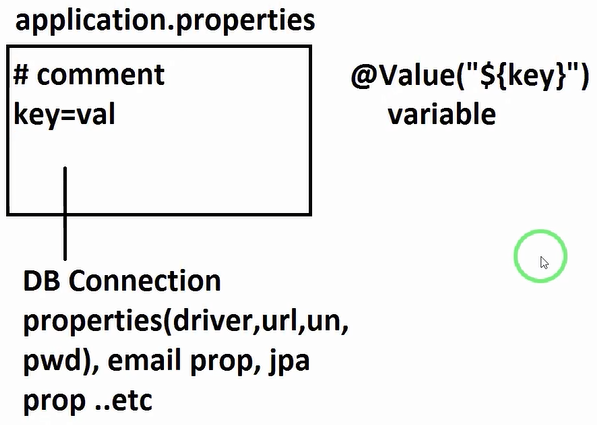 application.properties
# comment
key=val
@Value("${key}")
variable
DB Connection
properties(driver,url,un,
pwd), email prop, jpa
prop ..etc